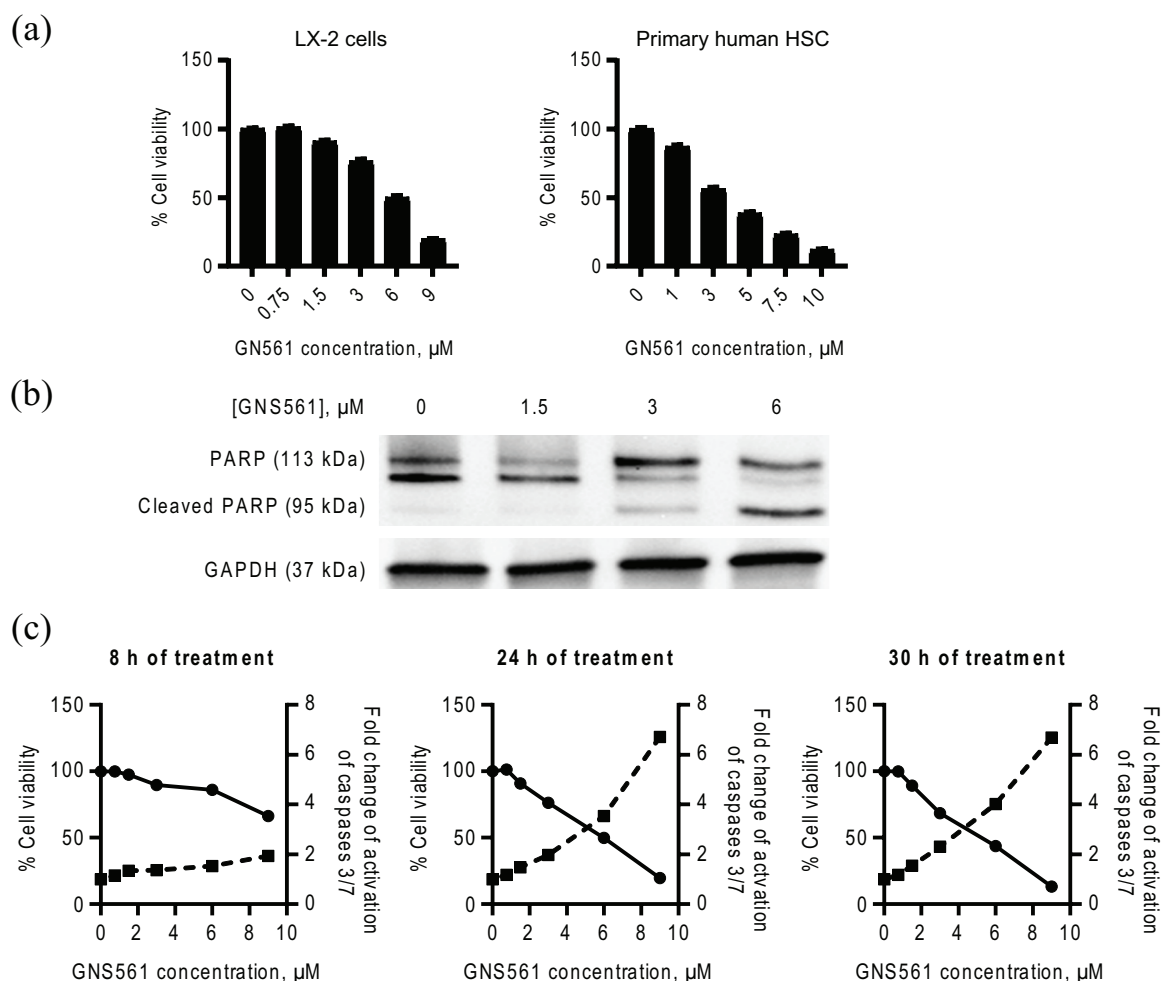 (a)
LX-2 cells
% Cell viability
150
100
50
0
0 0.75 1.5 3 6 9
GN561 concentration, µM
Primary human HSC
% Cell viability
150
100
50
0
0 1 3 5 7.5 10
GN561 concentration, µM
(b)
[GNS561], µM 0 1.5 3 6
PARP (113 kDa)
Cleaved PARP (95 kDa)
GAPDH (37 kDa)
(c)
8 h of treatment
% Cell viability
150
100
50
0
8
6
4
2
0
Fold change of activation
of caspases 3/7
0 2 4 6 8 10
GNS561 concentration, µM
24 h of treatment
% Cell viability
150
100
50
0
8
6
4
2
0
Fold change of activation
of caspases 3/7
0 2 4 6 8 10
GNS561 concentration, µM
30 h of treatment
% Cell viability
150
100
50
0
8
6
4
2
0
Fold change of activation
of caspases 3/7
0 2 4 6 8 10
GNS561 concentration, µM